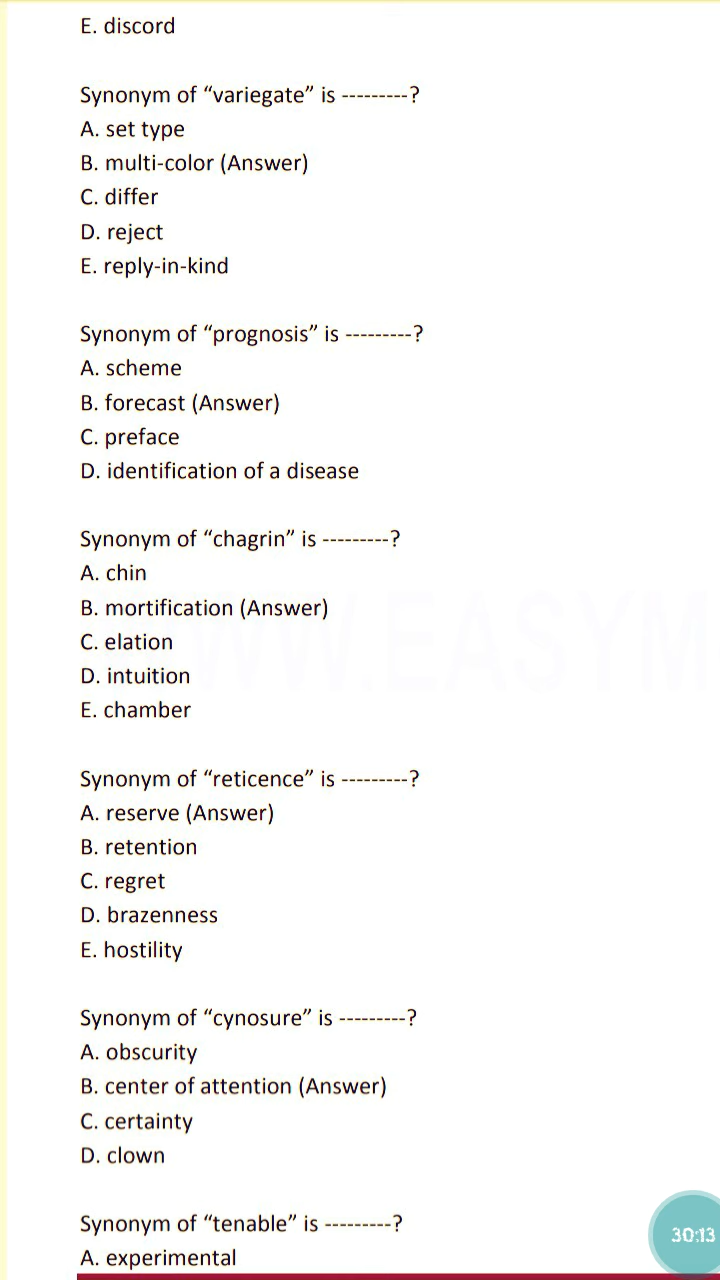 E. discord
Synonym of “variegate” is ---------?
A. set type
B. multi-color (Answer)
C. differ
D. reject
E. reply-in-kind
Synonym of “prognosis” is ---------?
A. scheme
B. forecast (Answer)
C. preface
D. identification of a disease
Synonym of “chagrin” is ---------?
A. chin
B. mortification (Answer)
C. elation
D. intuition
E. chamber
Synonym of “reticence” is ---------?
A. reserve (Answer)
B. retention
C. regret
D. brazenness
E. hostility
Synonym of “cynosure” is ---------?
A. obscurity
B. center of attention (Answer)
C. certainty
D. clown
Synonym of “tenable” is ---------?
30:13
A. experimental